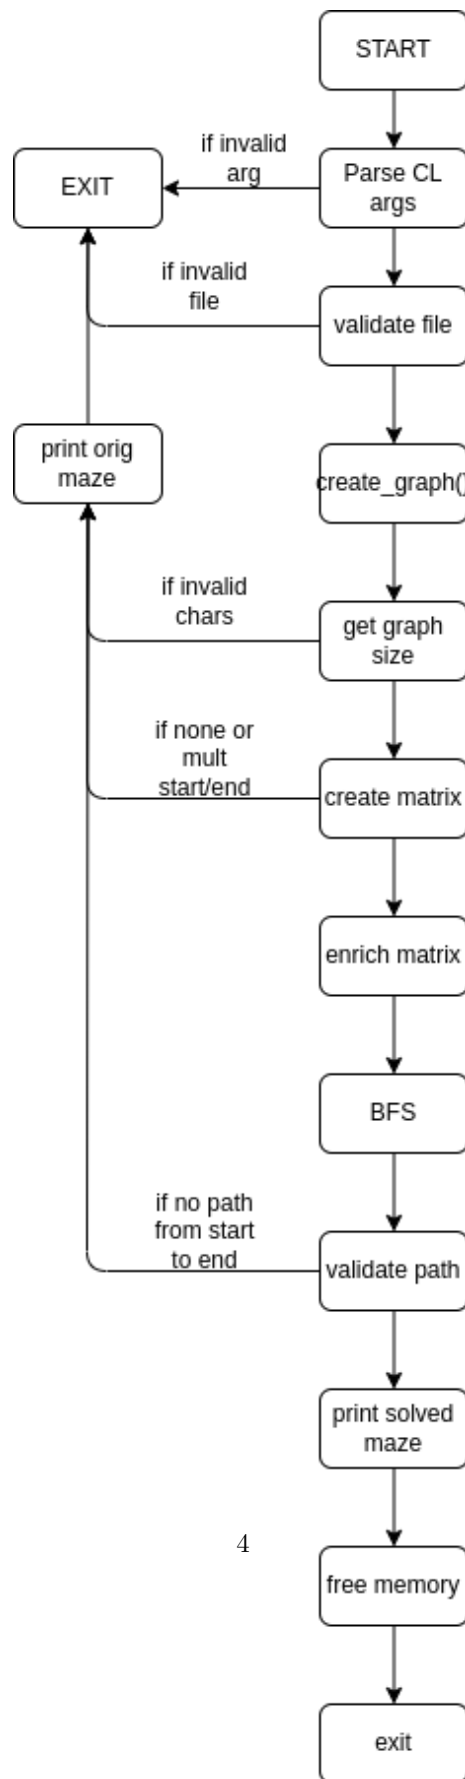 START
if invalid
arg
EXIT
Parse CL
args
if invalid
file
validate file
print orig
maze
create_graph()
if invalid
chars
get graph
size
if none or
mult
start/end
create matrix
enrich matrix
BFS
if no path
from start
to end
validate path
print solved
maze
4
free memory
exit